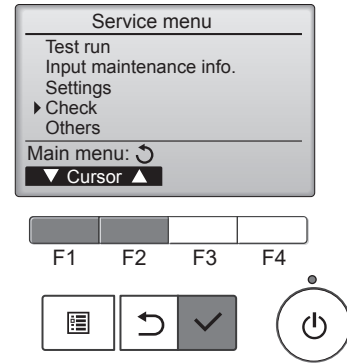 Service menu
Test run
Input maintenance info.
Settings
Check
Others
Main menu:
Cursor
F1 F2 F3 F4